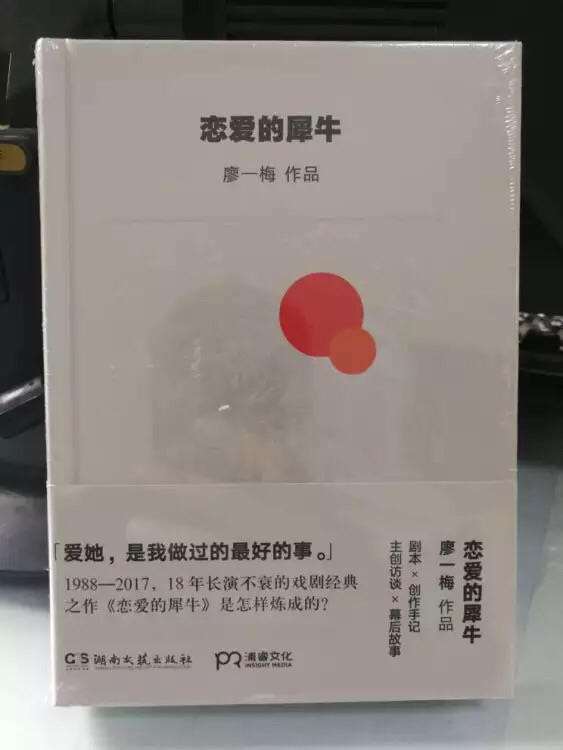 恋爱的犀牛
廖一梅 作品
「爱她，是我做过的最好的事。」
1988—2017，18年长演不衰的戏剧经典
之作《恋爱的犀牛》是怎样炼成的？
CS 湖南文艺出版社
浦睿文化
INSIGHT MEDIA
恋爱的犀牛
廖一梅 作品
剧本×创作手记
主创访谈×幕后故事